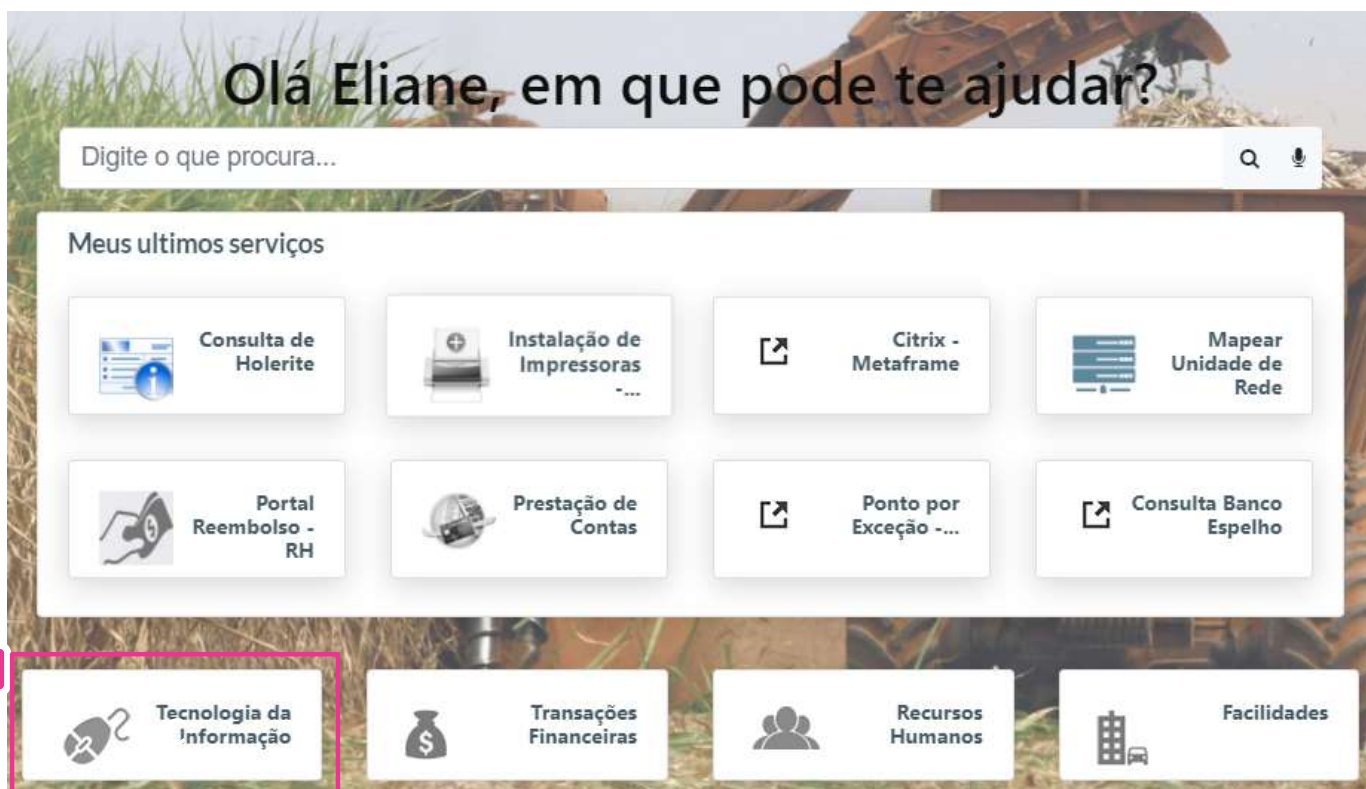 Olá Eliane, em que pode te ajudar?
Digite o que procura...
Meus ultimos serviços
Consulta de
Holerite
Instalação de
Impressoras
-...
Citrix -
Metaframe
Mapear
Unidade de
Rede
Portal
Reembolso -
RH
Prestação de
Contas
Ponto por
Exceção -...
Consulta Banco
Espelho
Tecnologia da
Informação
Transações
Financeiras
Recursos
Humanos
Facilidades